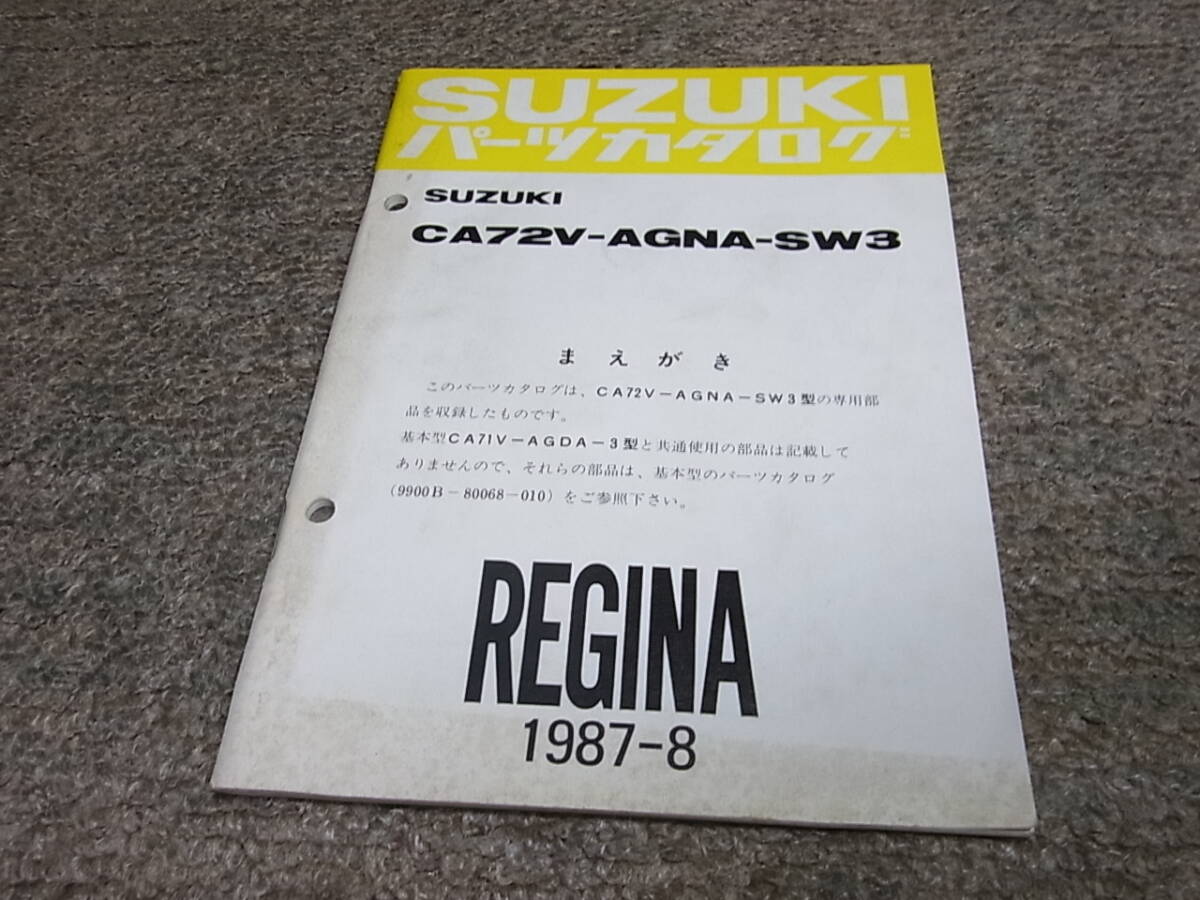 SUZUKI
パーツカタログ
SUZUKI
CA72V-AGNA-SW3
まえがき
このパーツカタログは、CA72V-AGNA-SW3型の専用部
品を収録したものです。
基本型CA71V-AGDA-3型と共通使用の部品は記載して
ありませんので、それらの部品は、基本型のパーツカタログ
(9900B-80068-010)をご参照下さい。
REGINA
1987-8